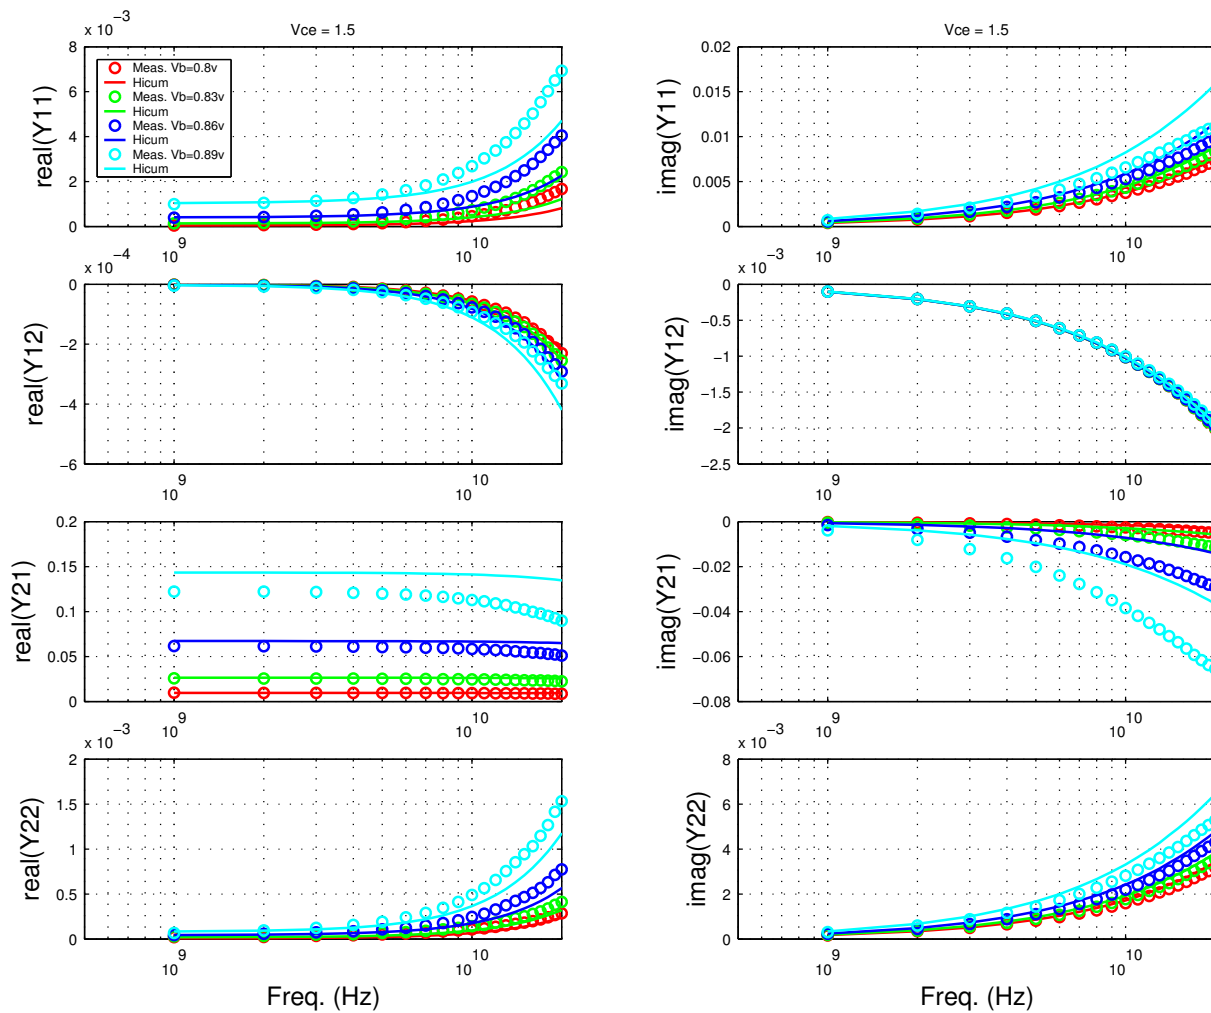 x 10 −3
Vce = 1.5
8
6
4
2
0
real(Y11)
Meas. Vb=0.8v
Hicum
Meas. Vb=0.83v
Hicum
Meas. Vb=0.86v
Hicum
Meas. Vb=0.89v
Hicum
10 9
10 10
Vce = 1.5
0.02
0.015
0.01
0.005
0
imag(Y11)
10 9
10 10
x 10 −4
0
−2
−4
−6
real(Y12)
10 9
10 10
x 10 −3
0
−0.5
−1
−1.5
−2
−2.5
imag(Y12)
10 9
10 10
0.2
0.15
0.1
0.05
0
real(Y21)
10 9
10 10
0
−0.02
−0.04
−0.06
−0.08
imag(Y21)
10 9
10 10
x 10 −3
2
1.5
1
0.5
0
real(Y22)
10 9
10 10
Freq. (Hz)
x 10 −3
8
6
4
2
0
imag(Y22)
10 9
10 10
Freq. (Hz)